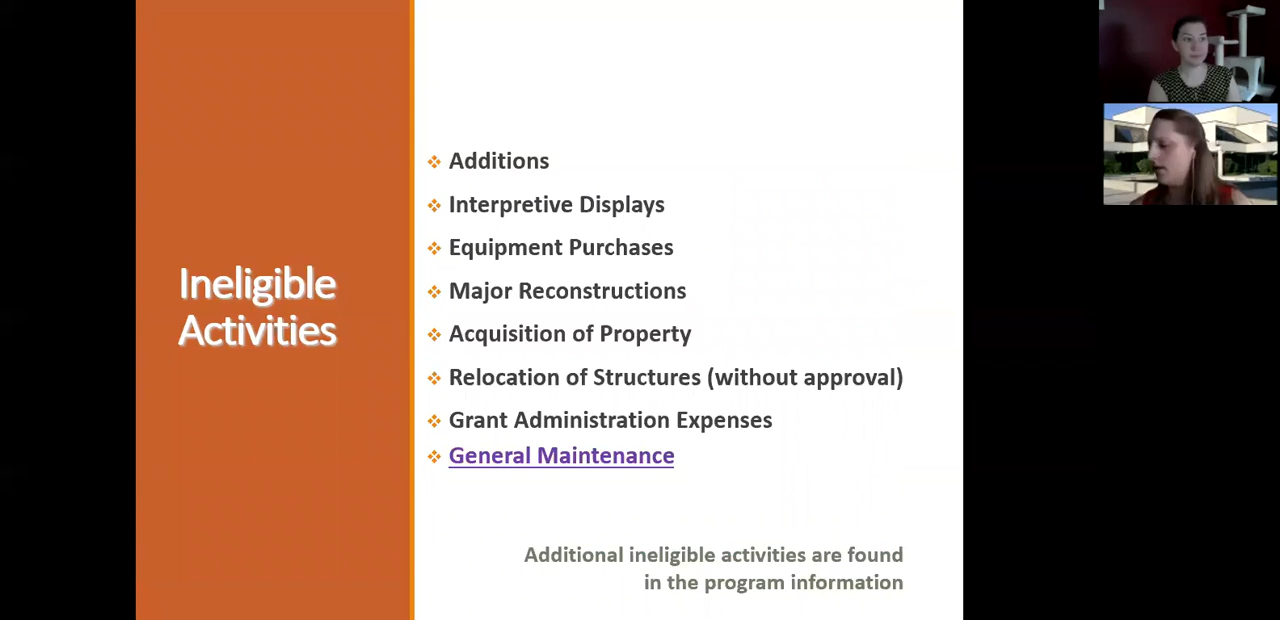 Ineligible
Activities
Additions
Interpretive Displays
Equipment Purchases
Major Reconstructions
Acquisition of Property
Relocation of Structures (without approval)
Grant Administration Expenses
General Maintenance
Additional ineligible activities are found
in the program information